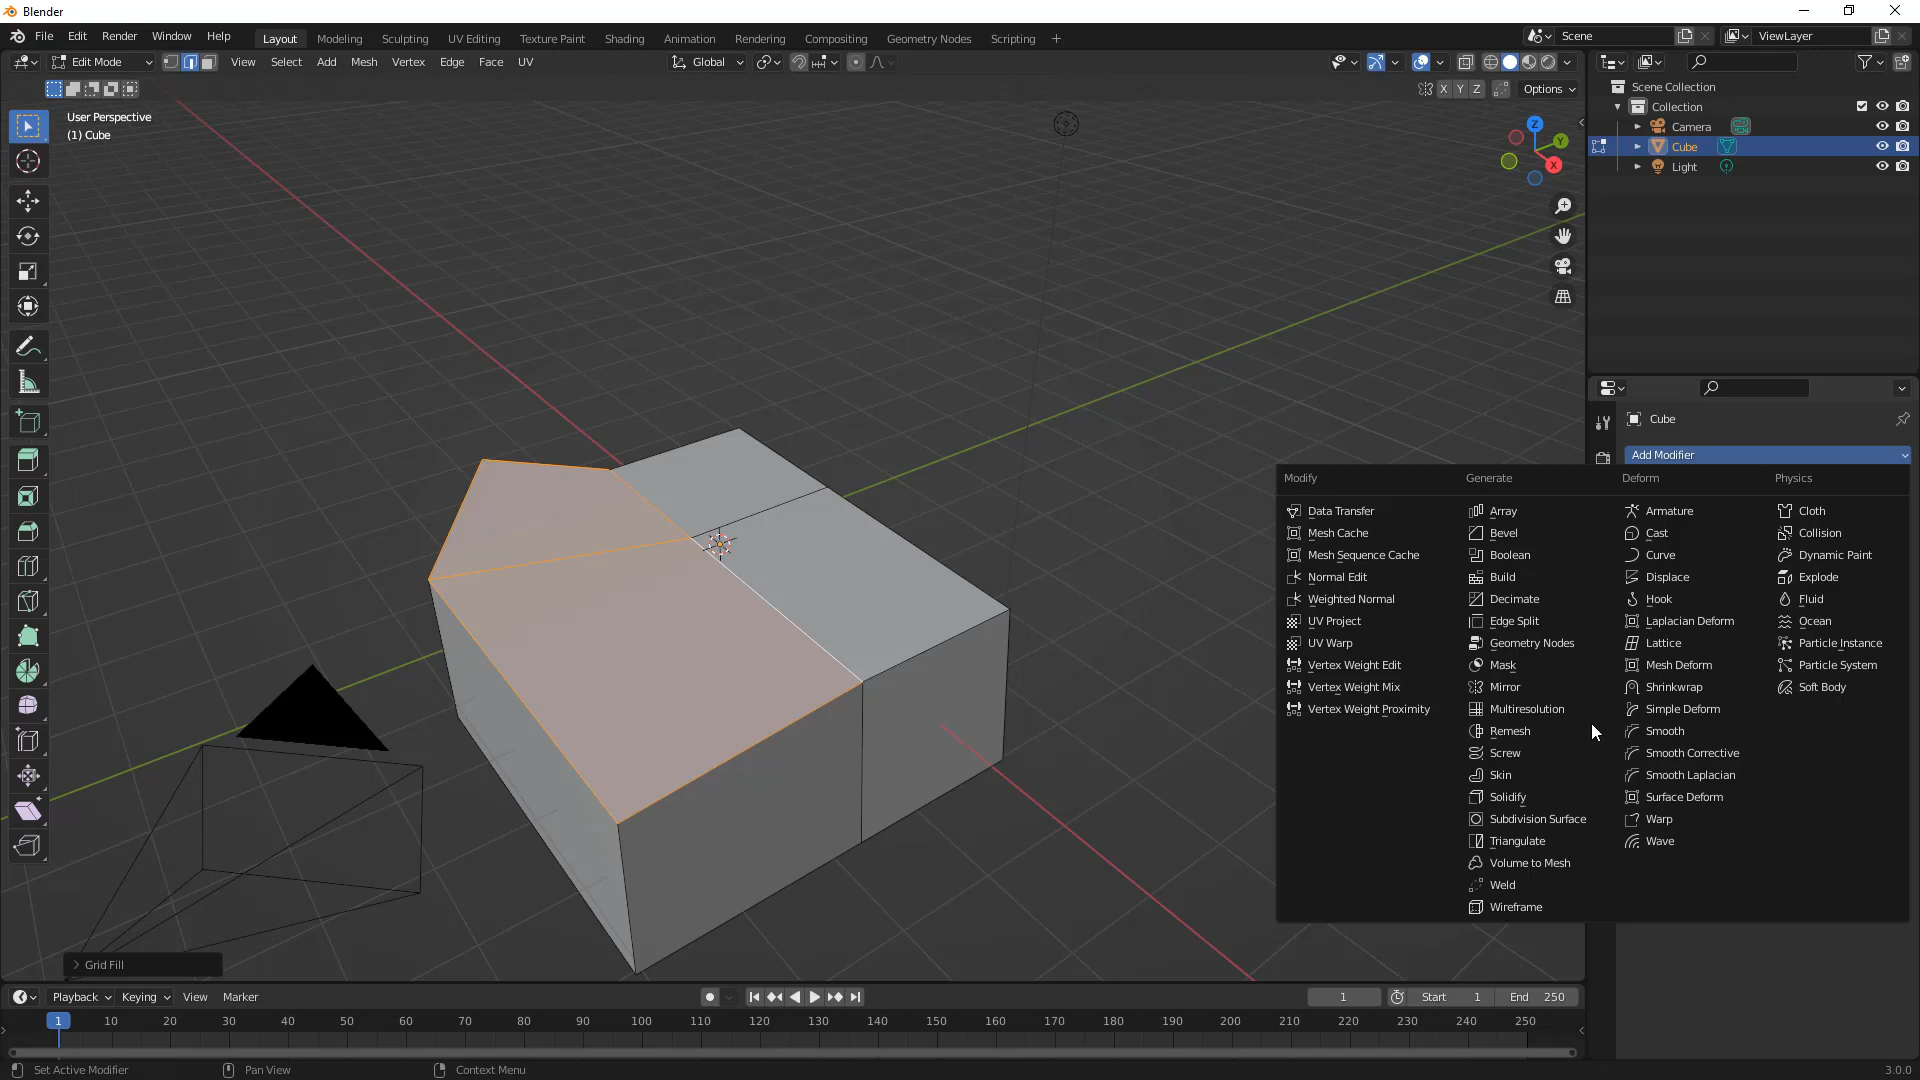 Blender
File Edit Render Window Help
Layout Modeling Sculpting UV Editing Texture Paint Shading Animation Rendering Compositing Geometry Nodes Scripting +
Scene
ViewLayer
Edit Mode View Select Add Mesh Vertex Edge Face UV
Global
X Y Z Options
User Perspective
(1) Cube
Z
Y
X
Scene Collection
Collection
Camera
Cube
Light
Cube
Add Modifier
Modify
Data Transfer
Mesh Cache
Mesh Sequence Cache
Normal Edit
Weighted Normal
UV Project
UV Warp
Vertex Weight Edit
Vertex Weight Mix
Vertex Weight Proximity
Generate
Array
Bevel
Boolean
Build
Decimate
Edge Split
Geometry Nodes
Mask
Mirror
Multiresolution
Remesh
Screw
Skin
Solidify
Subdivision Surface
Triangulate
Volume to Mesh
Weld
Wireframe
Deform
Armature
Cast
Curve
Displace
Hook
Laplacian Deform
Lattice
Mesh Deform
Shrinkwrap
Simple Deform
Smooth
Smooth Corrective
Smooth Laplacian
Surface Deform
Warp
Wave
Physics
Cloth
Collision
Dynamic Paint
Explode
Fluid
Ocean
Particle Instance
Particle System
Soft Body
Grid Fill
Playback Keying View Marker
1
Start 1
End 250
1 10 20 30 40 50 60 70 80 90 100 110 120 130 140 150 160 170 180 190 200 210 220 230 240 250
Set Active Modifier
Pan View
Context Menu
3.0.0